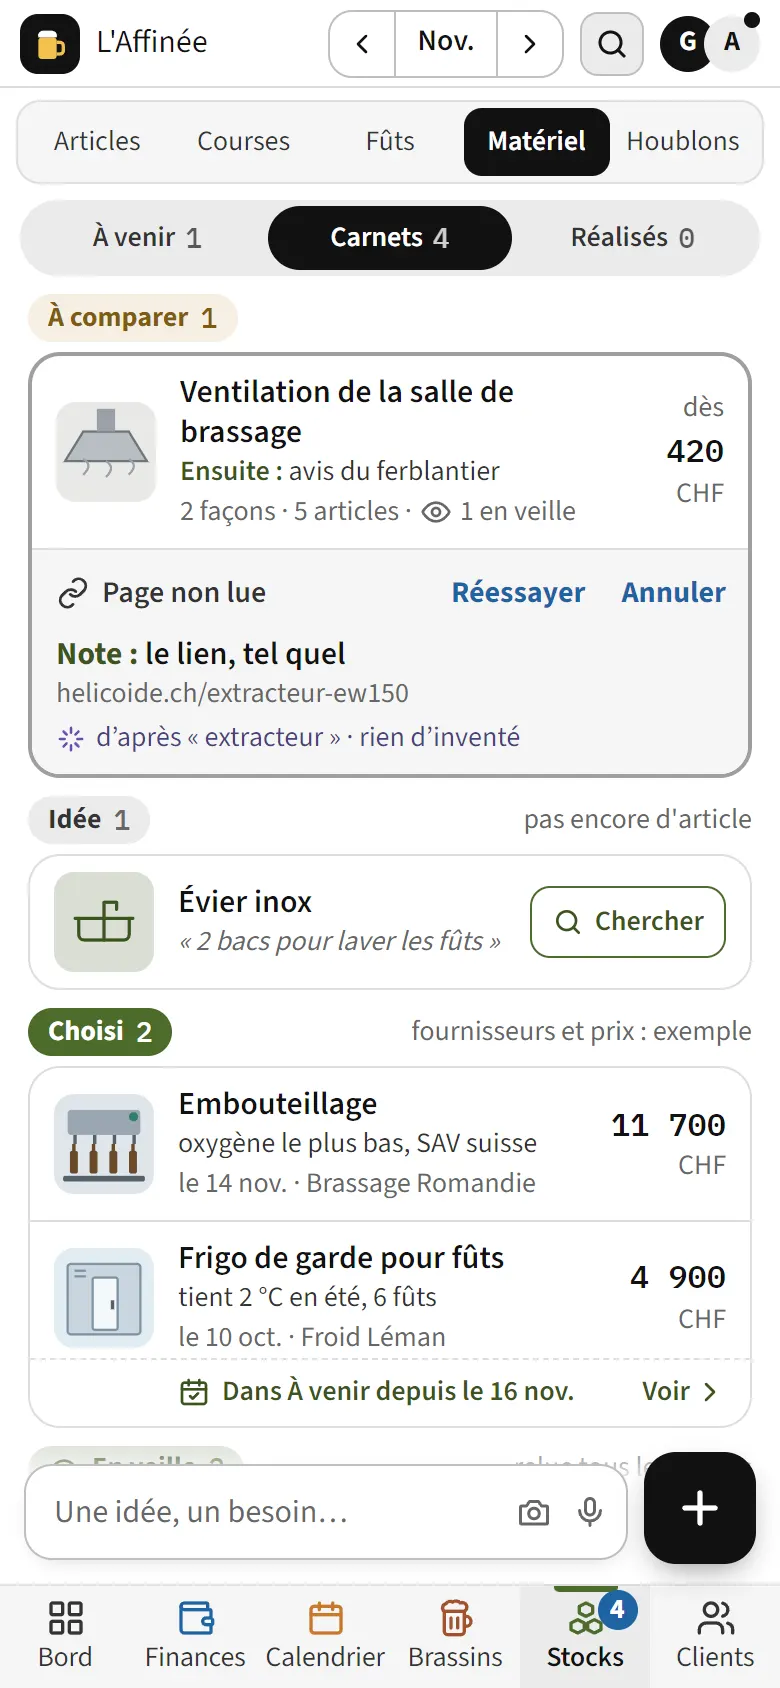 L'Affinée
Nov.
G
A
Articles
Courses
Fûts
Matériel
Houblons
À venir 1
Carnets 4
Réalisés 0
À comparer 1
Ventilation de la salle de
brassage
Ensuite : avis du ferblantier
2 façons · 5 articles · 1 en veille
dès
420
CHF
Page non lue
Réessayer
Annuler
Note : le lien, tel quel
helicoide.ch/extracteur-ew150
d’après « extracteur » · rien d’inventé
Idée 1
pas encore d'article
Évier inox
« 2 bacs pour laver les fûts »
Chercher
Choisi 2
fournisseurs et prix : exemple
Embouteillage
oxygène le plus bas, SAV suisse
le 14 nov. · Brassage Romandie
11 700
CHF
Frigo de garde pour fûts
tient 2 °C en été, 6 fûts
le 10 oct. · Froid Léman
4 900
CHF
Dans À venir depuis le 16 nov.
Voir
En veille
Une idée, un besoin…
Bord
Finances
Calendrier
Brassins
4
Stocks
Clients